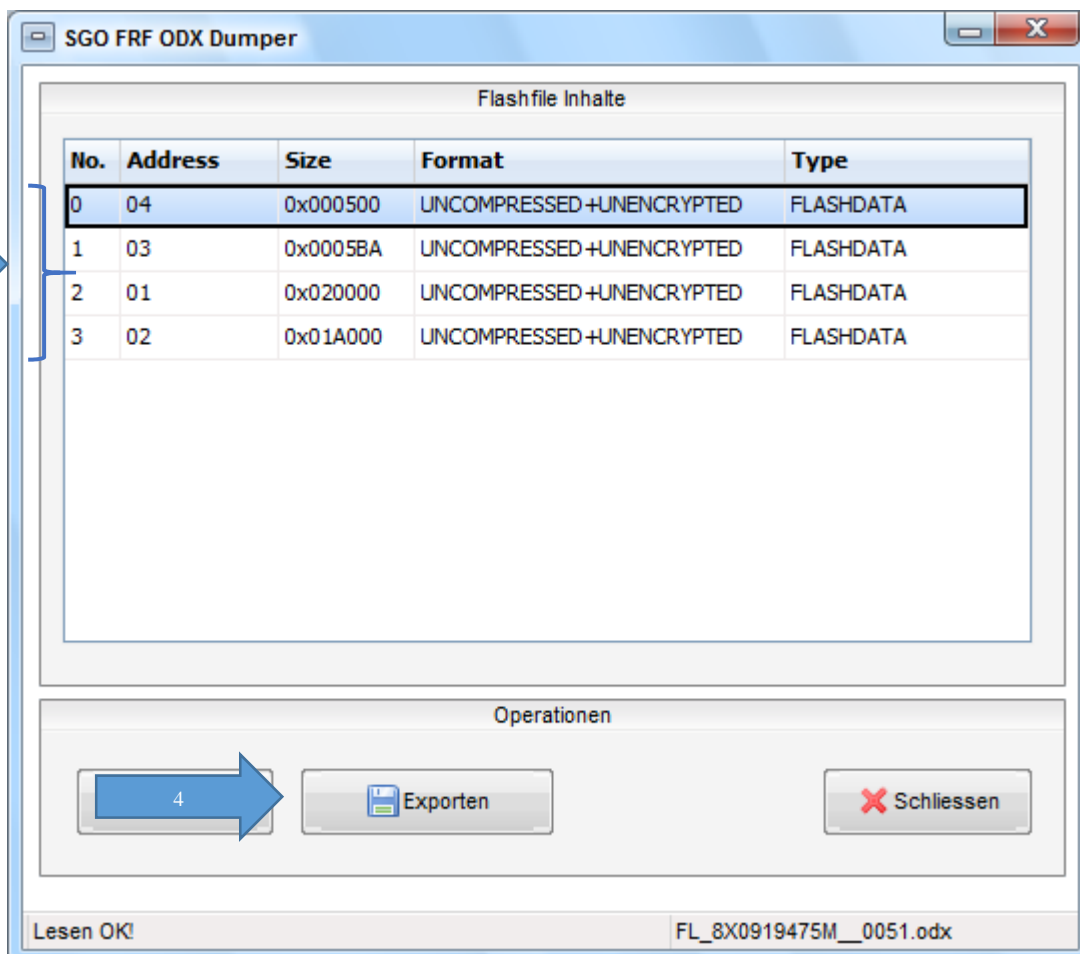 SGO FRF ODX Dumper
Flashfile Inhalte
No. Address Size Format Type
0 04 0x000500 UNCOMPRESSED+UNENCRYPTED FLASHDATA
1 03 0x0005BA UNCOMPRESSED+UNENCRYPTED FLASHDATA
2 01 0x020000 UNCOMPRESSED+UNENCRYPTED FLASHDATA
3 02 0x01A000 UNCOMPRESSED+UNENCRYPTED FLASHDATA
Operationen
4 Exporten Schliessen
Lesen OK! FL_8X0919475M__0051.odx